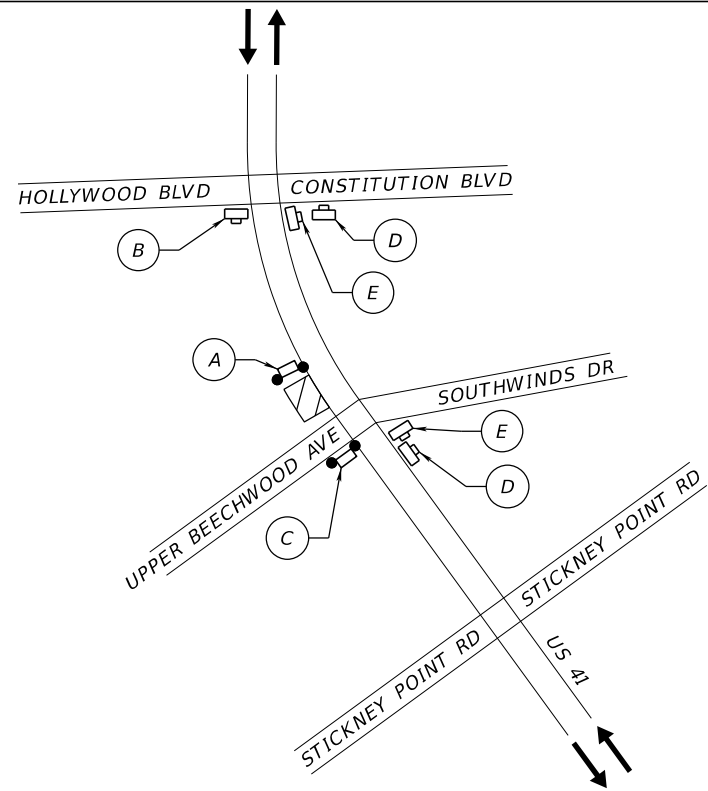 HOLLYWOOD BLVD
CONSTITUTION BLVD
B
D
E
A
SOUTHWINDS DR
E
UPPER BEECHWOOD AVE
D
C
STICKNEY POINT RD
STICKNEY POINT RD
US 41